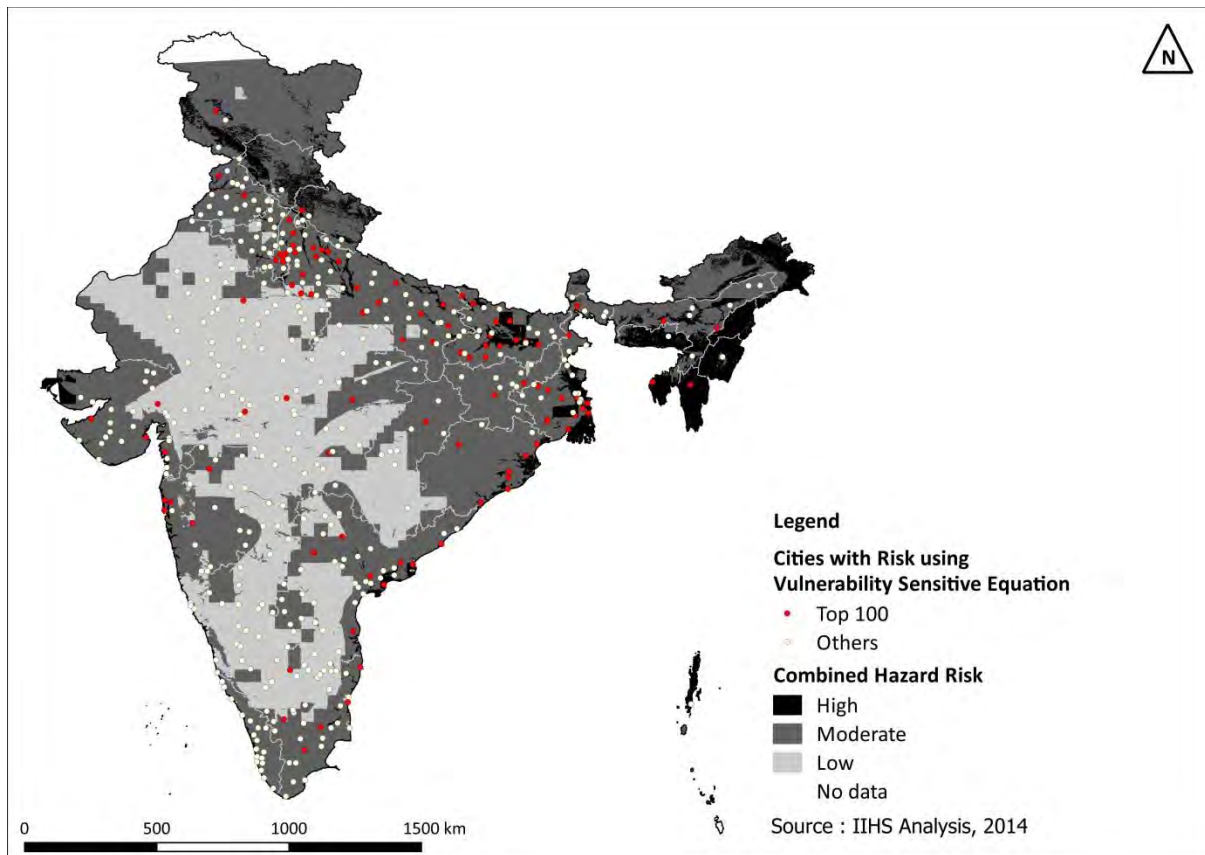 N
Legend
Cities with Risk using
Vulnerability Sensitive Equation
Top 100
Others
Combined Hazard Risk
High
Moderate
Low
No data
Source : IIHS Analysis, 2014
0 500 1000 1500 km